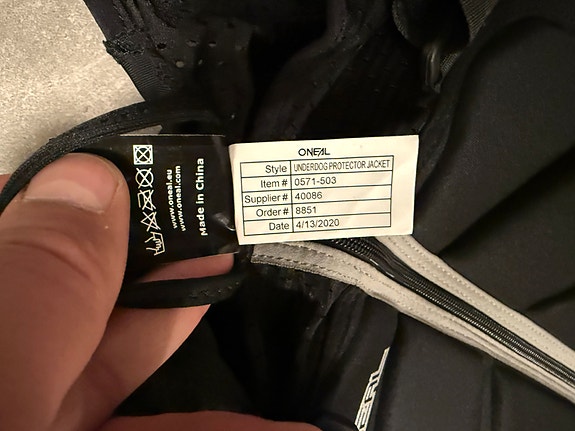 ONEAL
Style UNDERDOG PROTECTOR JACKET
Item # 0571-503
Supplier # 40086
Order # 8851
Date 4/13/2020
www.oneal.eu
www.oneal.com
Made in China